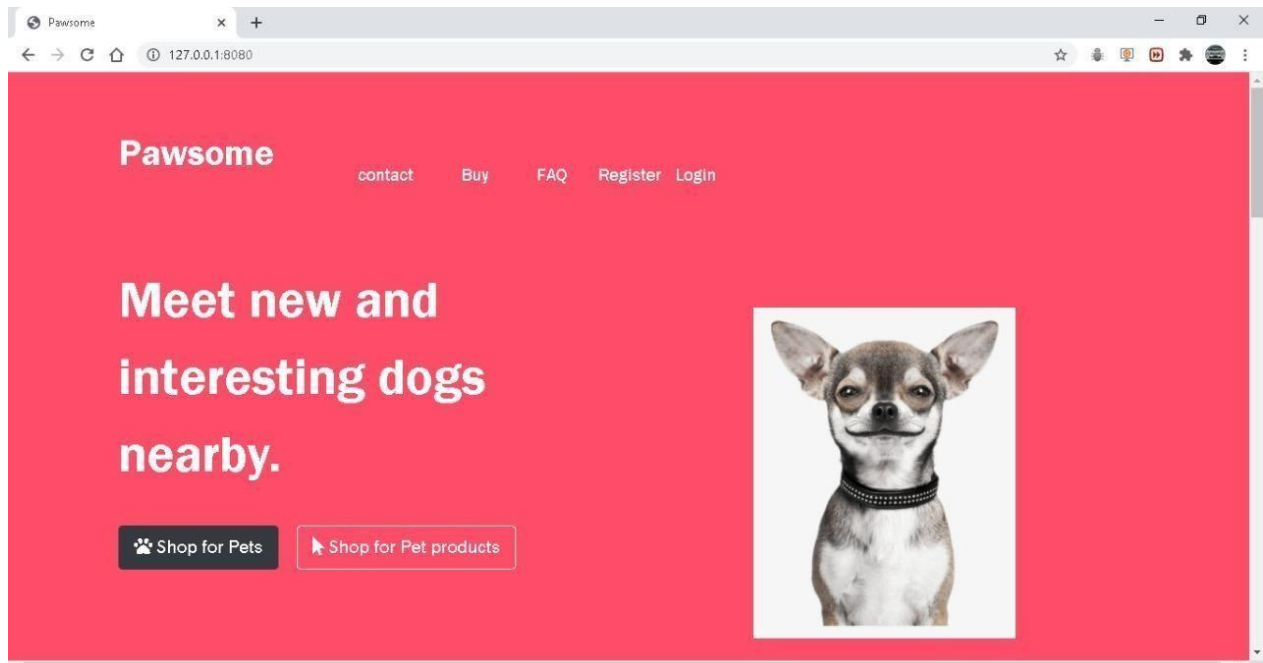 Pawsome
127.0.0.1:8080
Pawsome
contact Buy FAQ Register Login
Meet new and
interesting dogs
nearby.
Shop for Pets Shop for Pet products